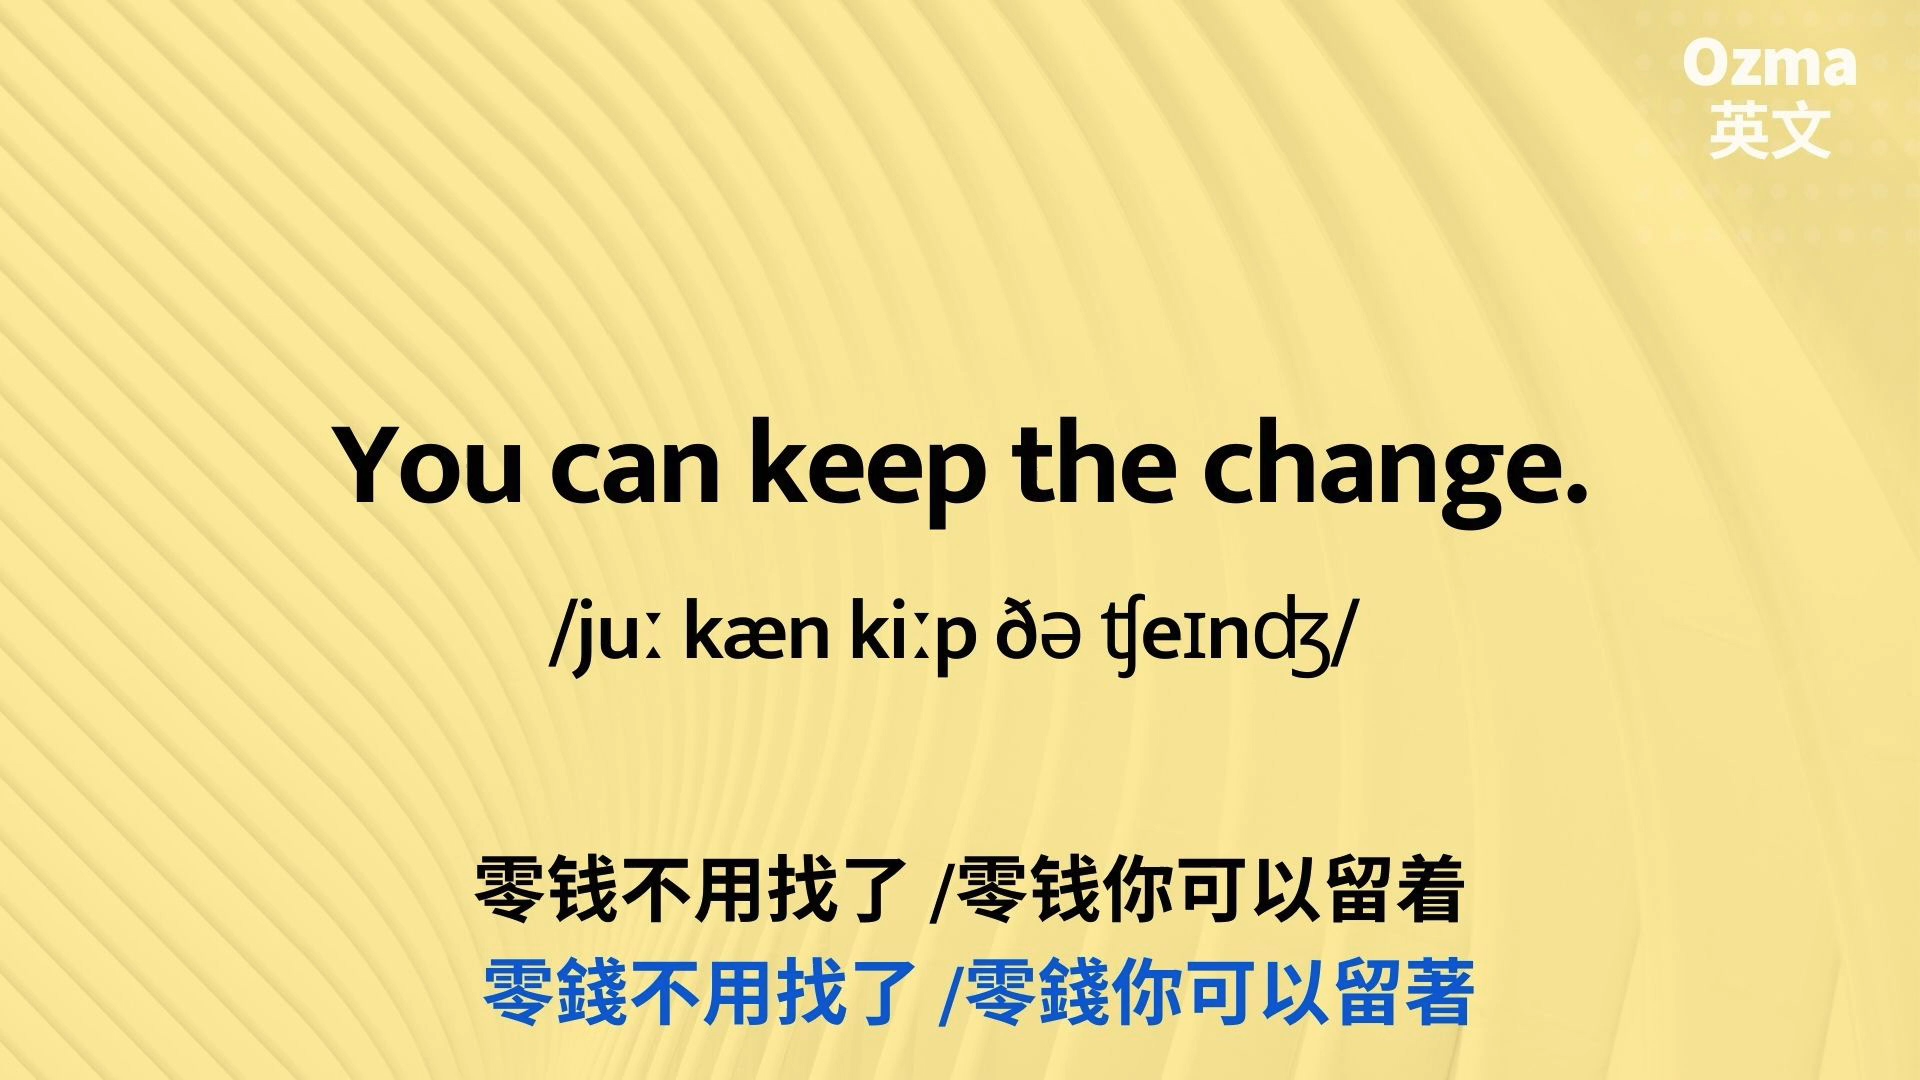 Ozma
英文
You can keep the change.
/juː kæn kiːp ðə ʧeɪnʤ/
零钱不用找了 /零钱你可以留着
零錢不用找了 /零錢你可以留著